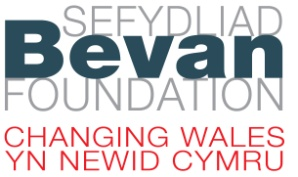 SEFYDLIAD
Bevan
FOUNDATION
CHANGING WALES
YN NEWID CYMRU